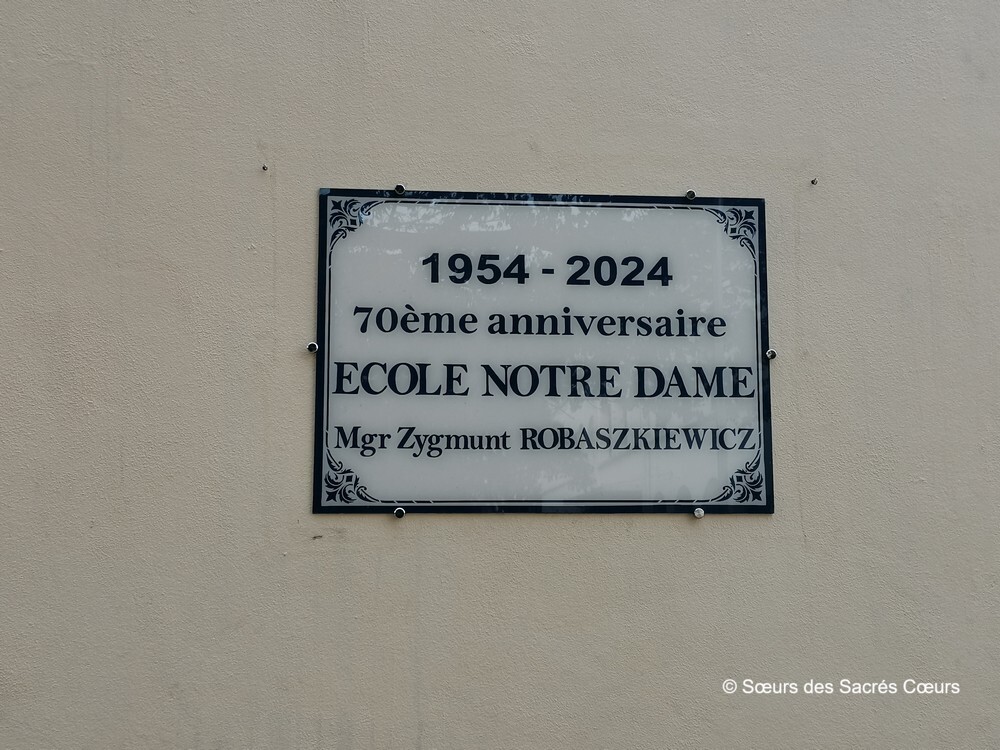 1954 - 2024
70ème anniversaire
ECOLE NOTRE DAME
Mgr Zygmunt ROBASZKIEWICZ
© Sœurs des Sacrés Cœurs